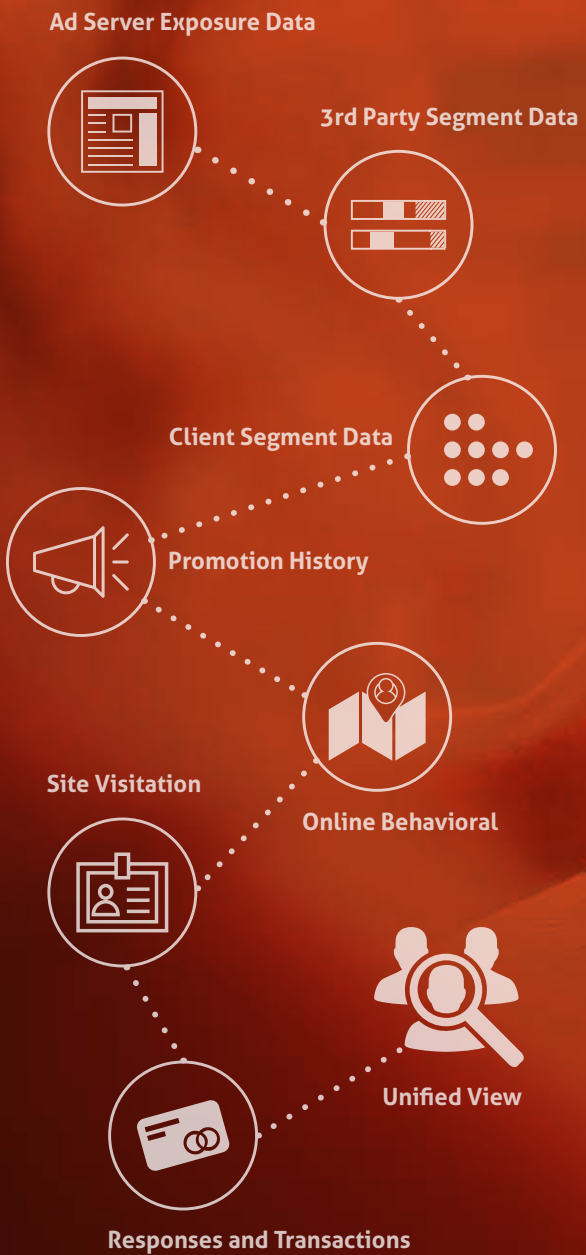 Ad Server Exposure Data
3rd Party Segment Data
Client Segment Data
Promotion History
Online Behavioral
Site Visitation
Unified View
Responses and Transactions